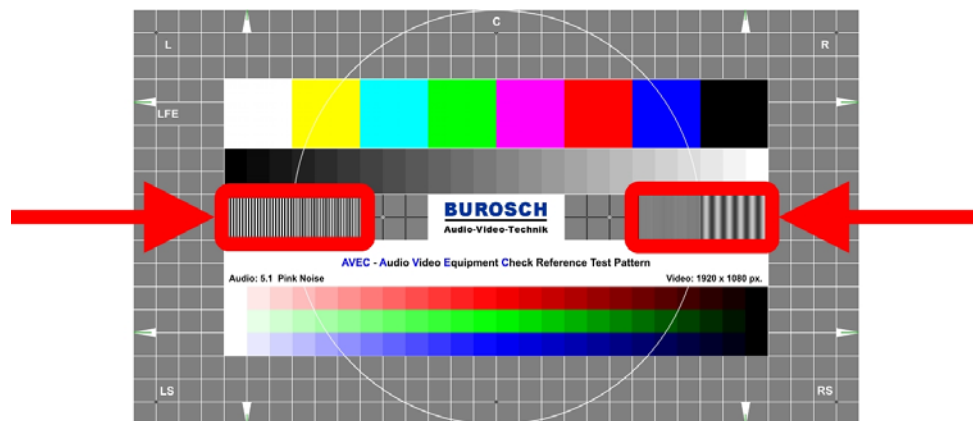 C
L
R
LFE
BUROSCH
Audio-Video-Technik
AVEC - Audio Video Equipment Check Reference Test Pattern
Audio: 5.1 Pink Noise
Video: 1920 x 1080 px.
LS
RS